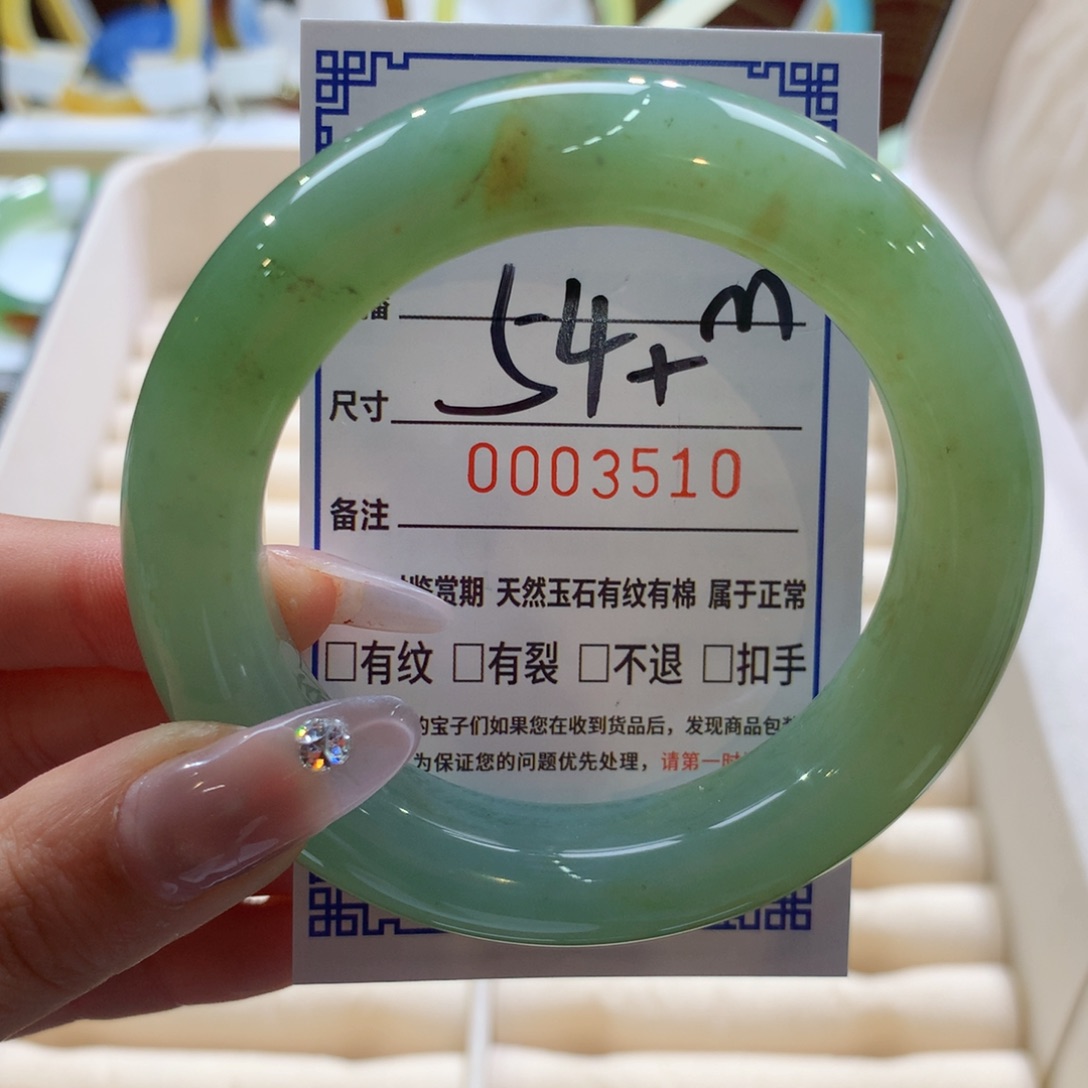 54+m
尺寸
0003510
备注
鉴赏期 天然玉石有纹有棉 属于正常
□有纹 □有裂 □不退 □扣手
的宝子们如果您在收到货品后，发现商品包
为保证您的问题优先处理，请第一时